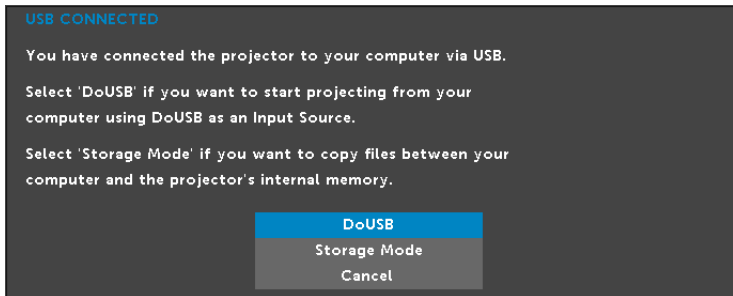 USB CONNECTED
You have connected the projector to your computer via USB.
Select 'DoUSB' if you want to start projecting from your
computer using DoUSB as an Input Source.
Select 'Storage Mode' if you want to copy files between your
computer and the projector's internal memory.
DoUSB
Storage Mode
Cancel